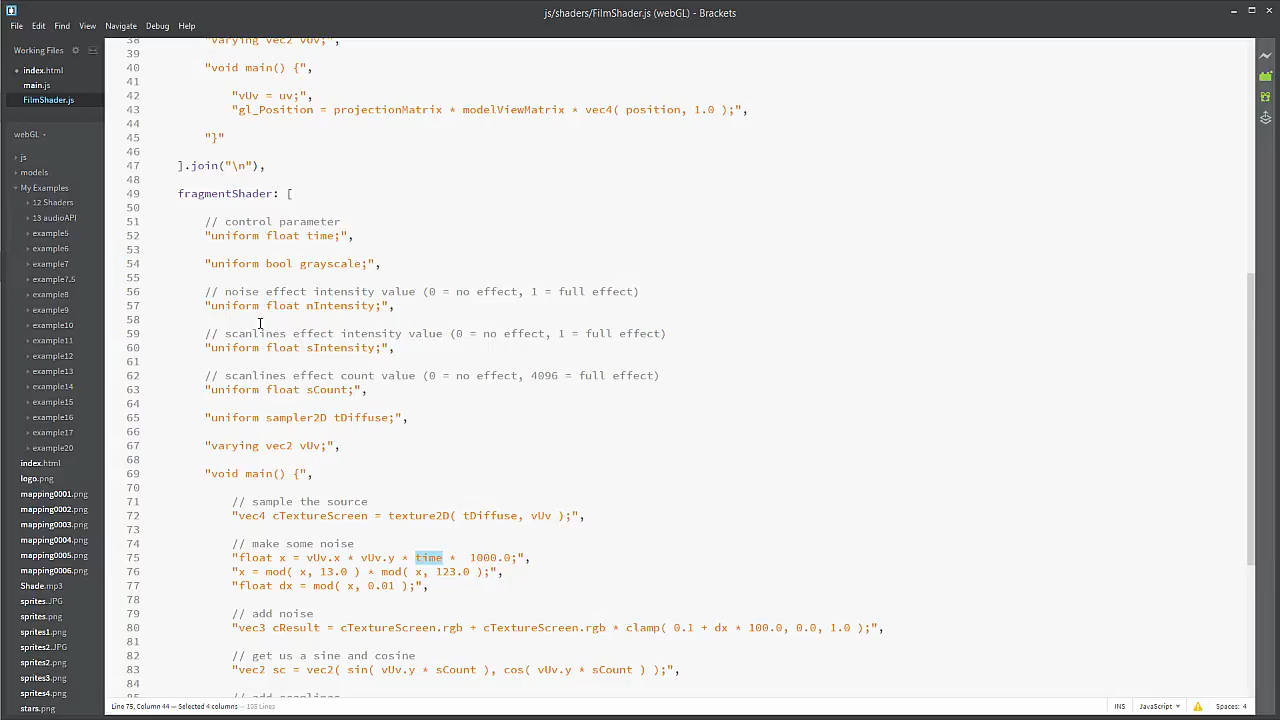 js/shaders/FilmShader.js (webGL) - Brackets
File Edit Find View Navigate Debug Help
Working Files
index.html
main.js
FilmShader.js
webGL
js
models
My Examples
12 Shaders
13 audioAPI
example5
example6
example7
example7.5
example8
example9
example10
example11
example12
example13
example14
example15
example16
example17
example20
index.html
logo.png
mapping0001.png
mapping0002.png
mapping0003.png
mapping0004.png
mapping0005.png
mapping0006.png
Shade.mp3
sprites.JPG
sprites.png
sprites1.png
sprites2.JPG
sprites2.png
sprites3.png
sprites4.png
stars.png
38 "varying vec2 vUv;",
39
40 "void main() {",
41
42 "vUv = uv;",
43 "gl_Position = projectionMatrix * modelViewMatrix * vec4( position, 1.0 );",
44
45 "}"
46
47 ].join("\n"),
48
49 fragmentShader: [
50
51 // control parameter
52 "uniform float time;",
53
54 "uniform bool grayscale;",
55
56 // noise effect intensity value (0 = no effect, 1 = full effect)
57 "uniform float nIntensity;",
58
59 // scanlines effect intensity value (0 = no effect, 1 = full effect)
60 "uniform float sIntensity;",
61
62 // scanlines effect count value (0 = no effect, 4096 = full effect)
63 "uniform float sCount;",
64
65 "uniform sampler2D tDiffuse;",
66
67 "varying vec2 vUv;",
68
69 "void main() {",
70
71 // sample the source
72 "vec4 cTextureScreen = texture2D( tDiffuse, vUv );",
73
74 // make some noise
75 "float x = vUv.x * vUv.y * time *  1000.0;",
76 "x = mod( x, 13.0 ) * mod( x, 123.0 );",
77 "float dx = mod( x, 0.01 );",
78
79 // add noise
80 "vec3 cResult = cTextureScreen.rgb + cTextureScreen.rgb * clamp( 0.1 + dx * 100.0, 0.0, 1.0 );",
81
82 // get us a sine and cosine
83 "vec2 sc = vec2( sin( vUv.y * sCount ), cos( vUv.y * sCount ) );",
84
85 // add scanlines
Line 75, Column 44 — Selected 4 columns — 105 Lines
INS JavaScript Spaces: 4